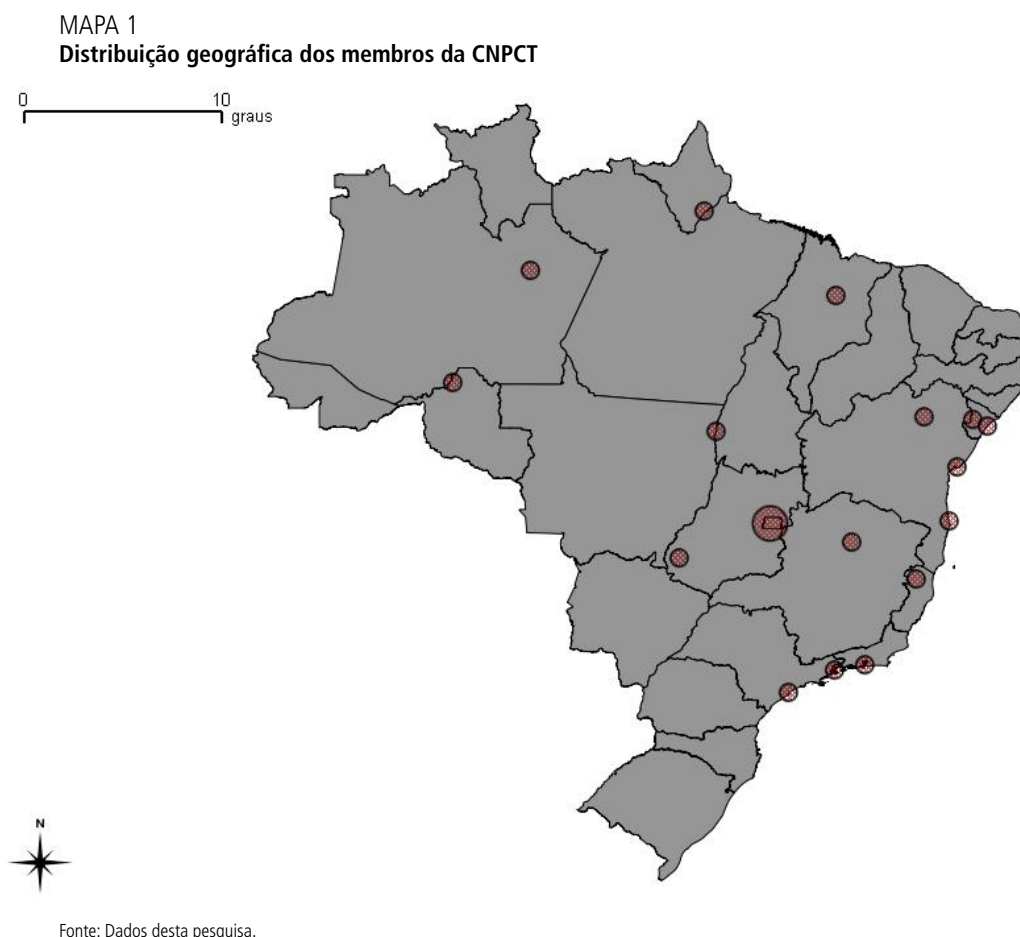 MAPA 1
Distribuição geográfica dos membros da CNPCT
0 10
graus
N
Fonte: Dados desta pesquisa.